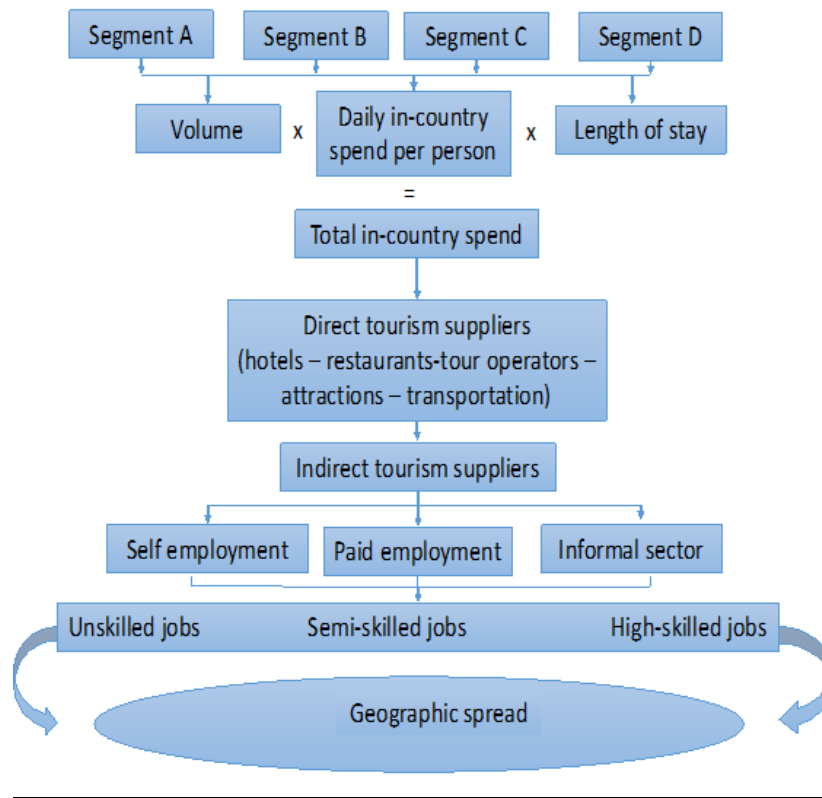 Segment A
Segment B
Segment C
Segment D
Volume
x
Daily in-country
spend per person
x
Length of stay
=
Total in-country spend
Direct tourism suppliers
(hotels – restaurants-tour operators –
attractions – transportation)
Indirect tourism suppliers
Self employment
Paid employment
Informal sector
Unskilled jobs
Semi-skilled jobs
High-skilled jobs
Geographic spread